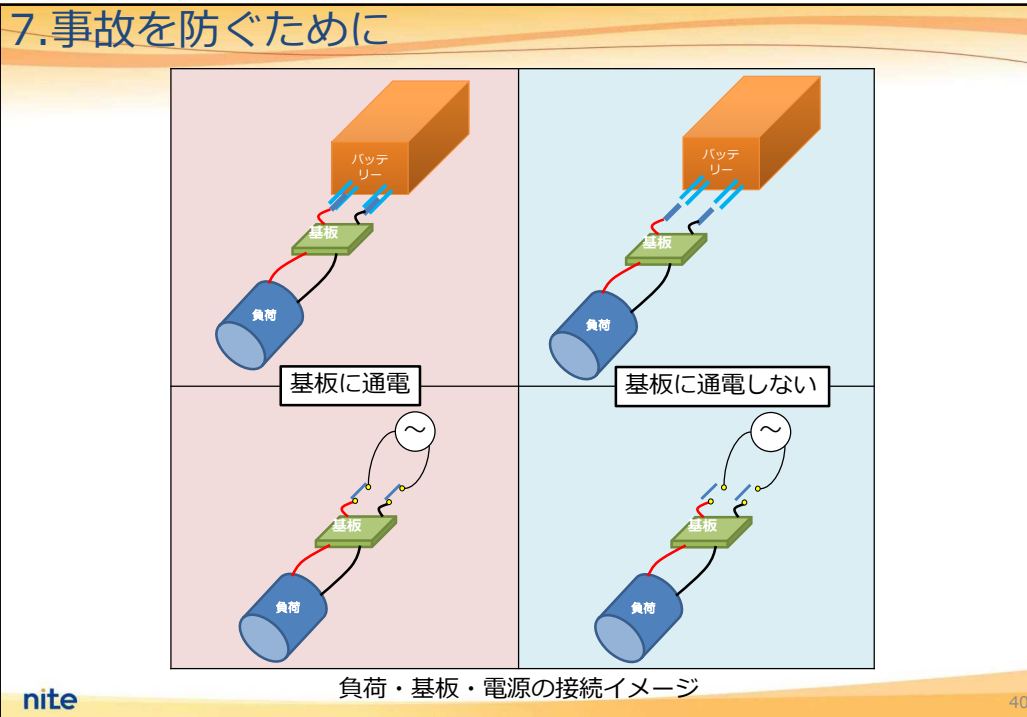 7.事故を防ぐために
バッテ
リー
基板
負荷
バッテ
リー
基板
負荷
基板に通電
基板に通電しない
基板
負荷
基板
負荷
負荷・基板・電源の接続イメージ
nite
40